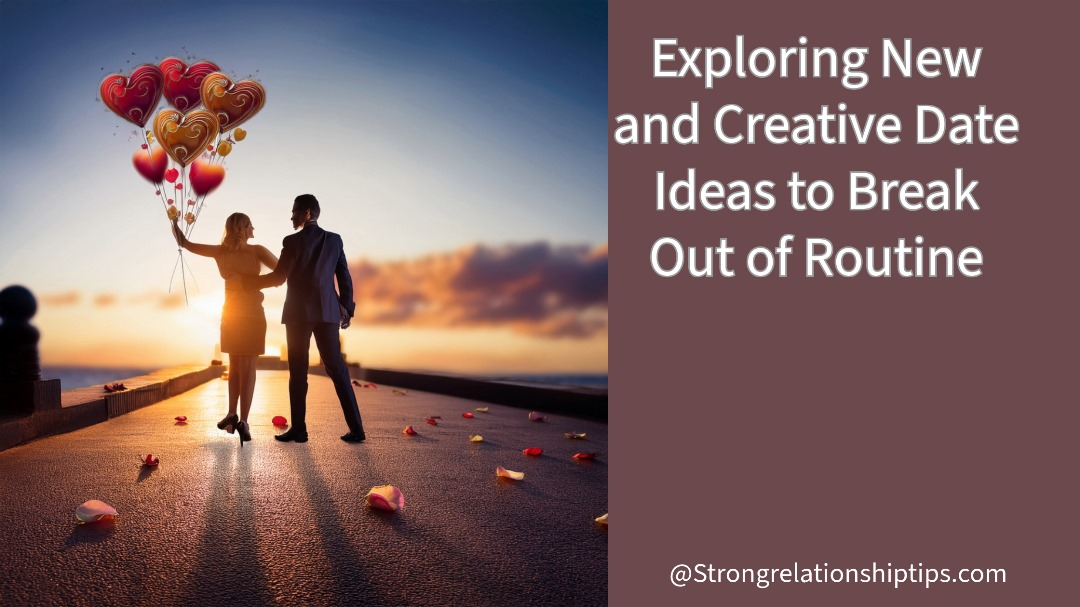 Exploring New
and Creative Date
Ideas to Break
Out of Routine
@Strongrelationshiptips.com